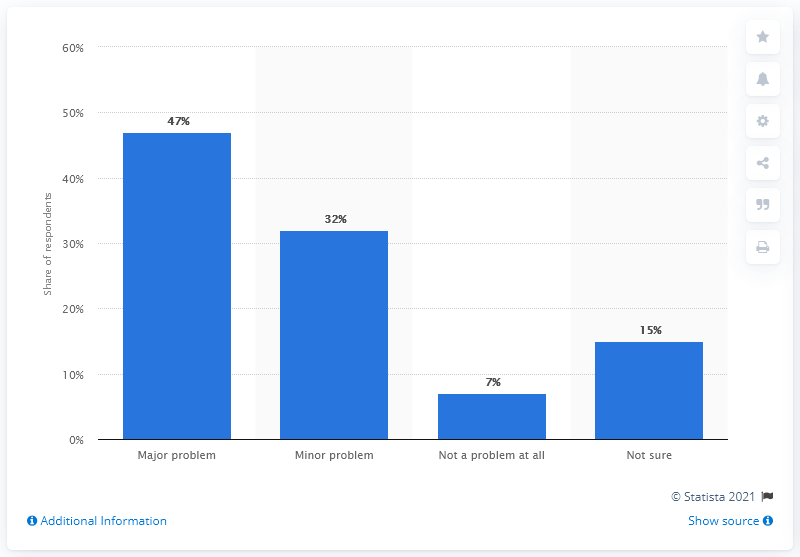 60%
50%
40%
30%
20%
10%
0%
Share of respondents
47%
32%
7%
15%
Major problem
Minor problem
Not a problem at all
Not sure
© Statista 2021
Additional Information
Show source